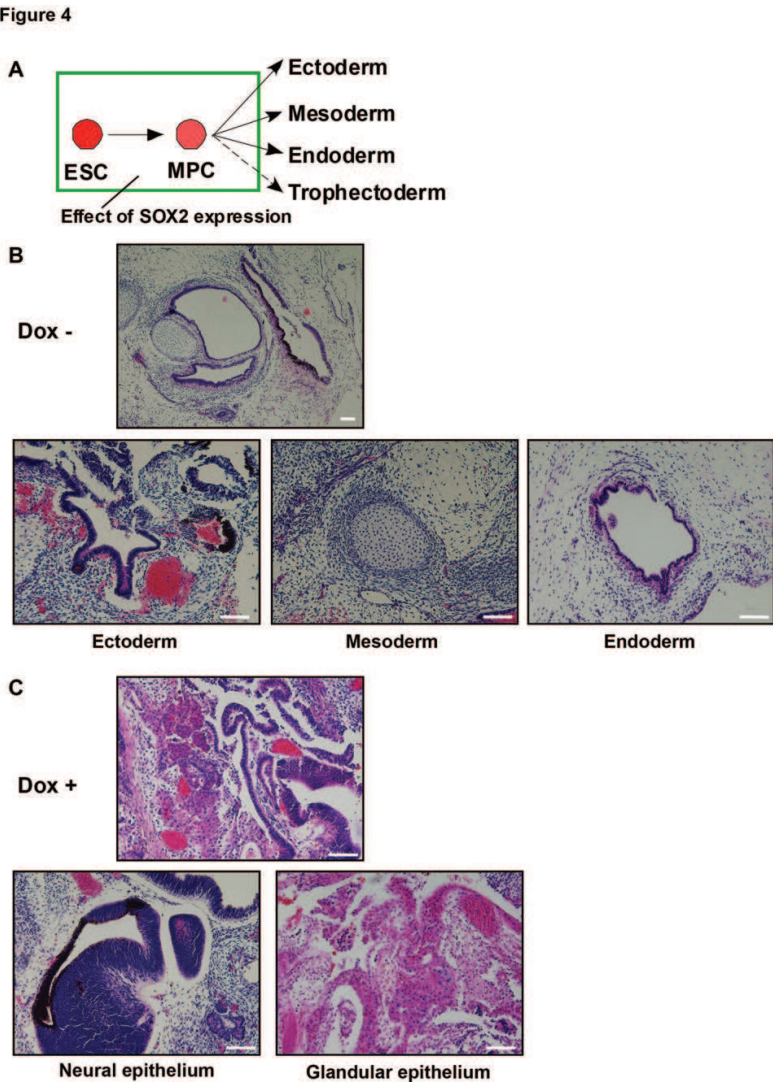 Figure 4
A
Ectoderm
Mesoderm
Endoderm
Trophectoderm
ESC
MPC
Effect of SOX2 expression
B
Dox -
Ectoderm
Mesoderm
Endoderm
C
Dox +
Neural epithelium
Glandular epithelium